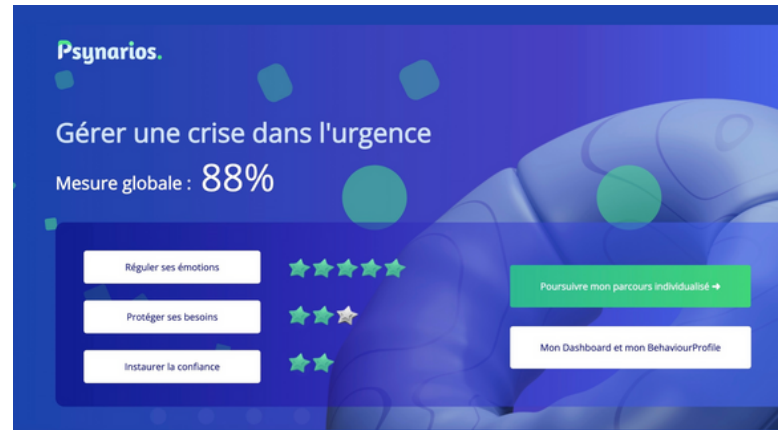 Psynarios.
Gérer une crise dans l'urgence
Mesure globale : 88%
Réguler ses émotions
Protéger ses besoins
Instaurer la confiance
Poursuivre mon parcours individualisé →
Mon Dashboard et mon BehaviourProfile